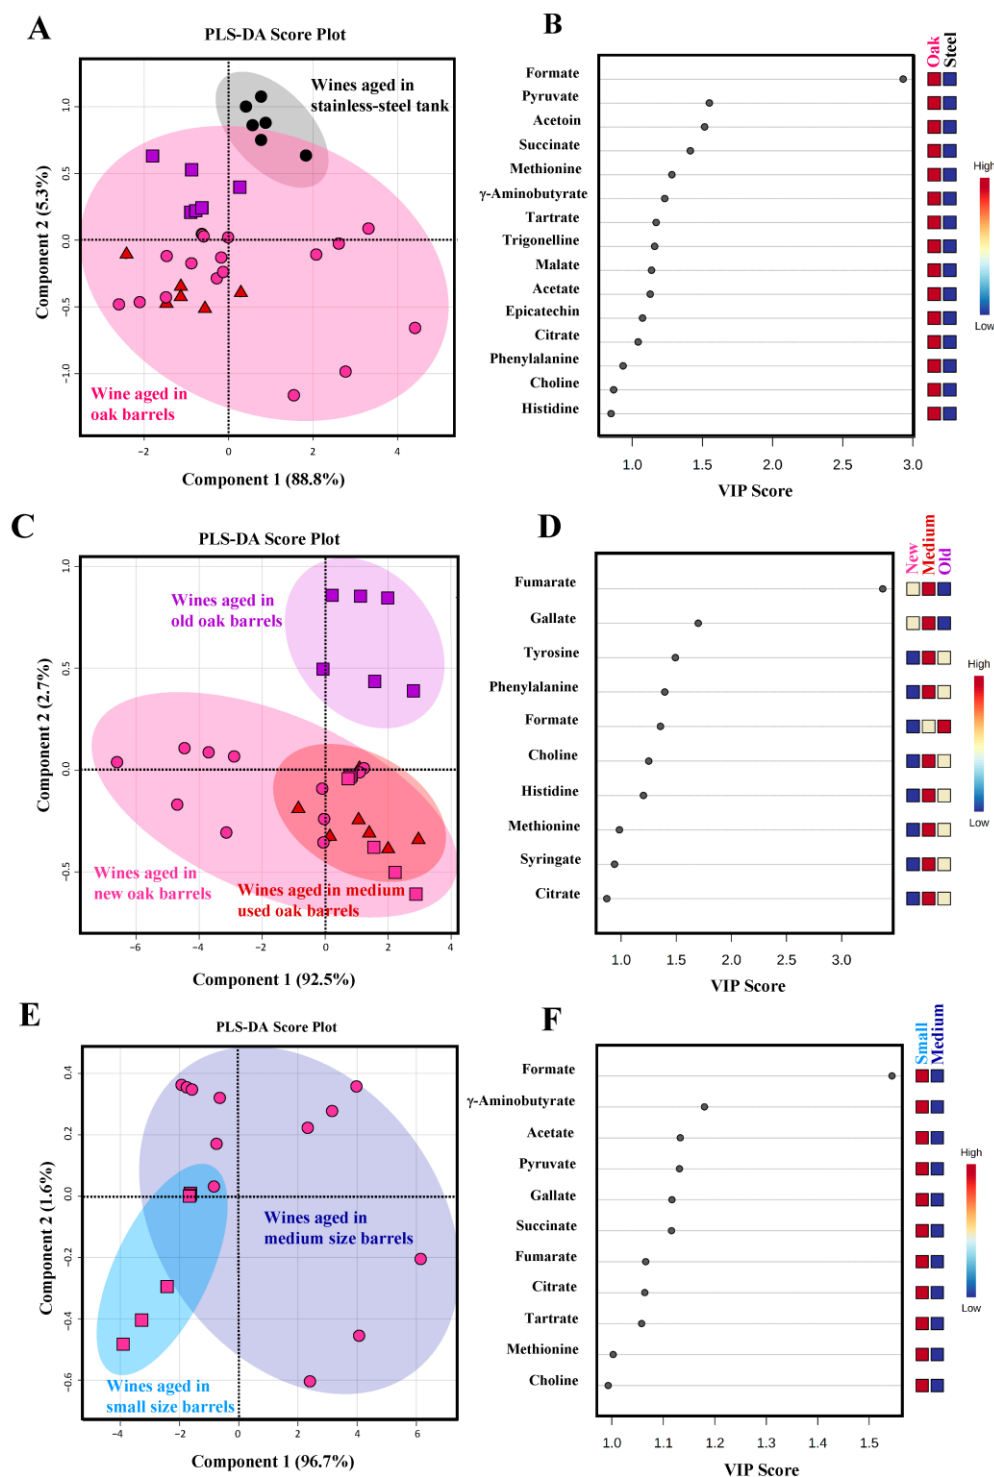 A
PLS-DA Score Plot
Wines aged in
stainless-steel tank
Component 2 (5.3%)
1.0
0.5
0.0
−0.5
−1.0
Wine aged in
oak barrels
−2
0
2
4
Component 1 (88.8%)
B
Oak
Steel
Formate
Pyruvate
Acetoin
Succinate
Methionine
γ-Aminobutyrate
Tartrate
Trigonelline
Malate
Acetate
Epicatechin
Citrate
Phenylalanine
Choline
Histidine
High
Low
1.0
1.5
2.0
2.5
3.0
VIP Score
C
PLS-DA Score Plot
Wines aged in
old oak barrels
Component 2 (2.7%)
1.0
0.5
0.0
−0.5
Wines aged in
new oak barrels
Wines aged in medium
used oak barrels
−6
−4
−2
0
2
4
Component 1 (92.5%)
D
New
Medium
Old
Fumarate
Gallate
Tyrosine
Phenylalanine
Formate
Choline
Histidine
Methionine
Syringate
Citrate
High
Low
1.0
1.5
2.0
2.5
3.0
VIP Score
E
PLS-DA Score Plot
Component 2 (1.6%)
0.4
0.2
0.0
−0.2
−0.4
−0.6
Wines aged in
medium size barrels
Wines aged in
small size barrels
−4
−2
0
2
4
6
Component 1 (96.7%)
F
Small
Medium
Formate
γ-Aminobutyrate
Acetate
Pyruvate
Gallate
Succinate
Fumarate
Citrate
Tartrate
Methionine
Choline
High
Low
1.0
1.1
1.2
1.3
1.4
1.5
VIP Score